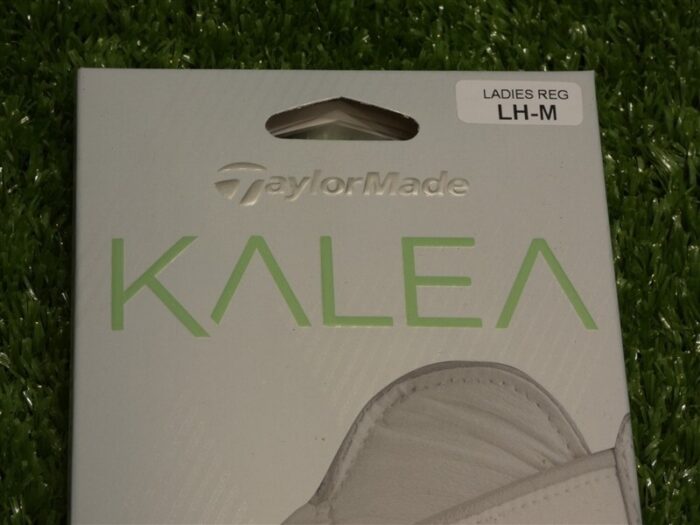 LADIES REG
LH-M
TaylorMade
KALEA